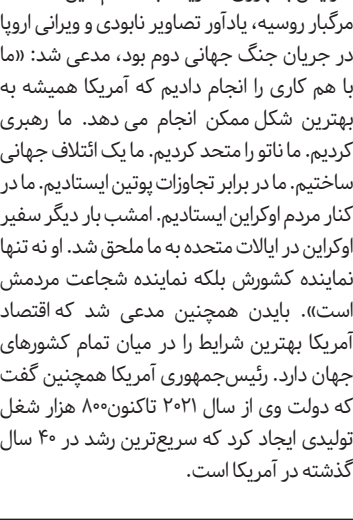 مرگبار روسیه، یادآور تصاویر نابودی و ویرانی اروپا
در جریان جنگ جهانی دوم بود، مدعی شد: «ما
با هم کاری را انجام دادیم که آمریکا همیشه به
بهترین شکل ممکن انجام می دهد. ما رهبری
کردیم. ما ناتو را متحد کردیم. ما یک ائتلاف جهانی
ساختیم. ما در برابر تجاوزات پوتین ایستادیم. ما در
کنار مردم اوکراین ایستادیم. امشب بار دیگر سفیر
اوکراین در ایالات متحده به ما ملحق شد. او نه تنها
نماینده کشورش بلکه نماینده شجاعت مردمش
است». بایدن همچنین مدعی شد که اقتصاد
آمریکا بهترین شرایط را در میان تمام کشورهای
جهان دارد. رئیس‌جمهوری آمریکا همچنین گفت
که دولت وی از سال ۲۰۲۱ تاکنون۸۰۰ هزار شغل
تولیدی ایجاد کرد که سریع‌ترین رشد در ۴۰ سال
گذشته در آمریکا است.